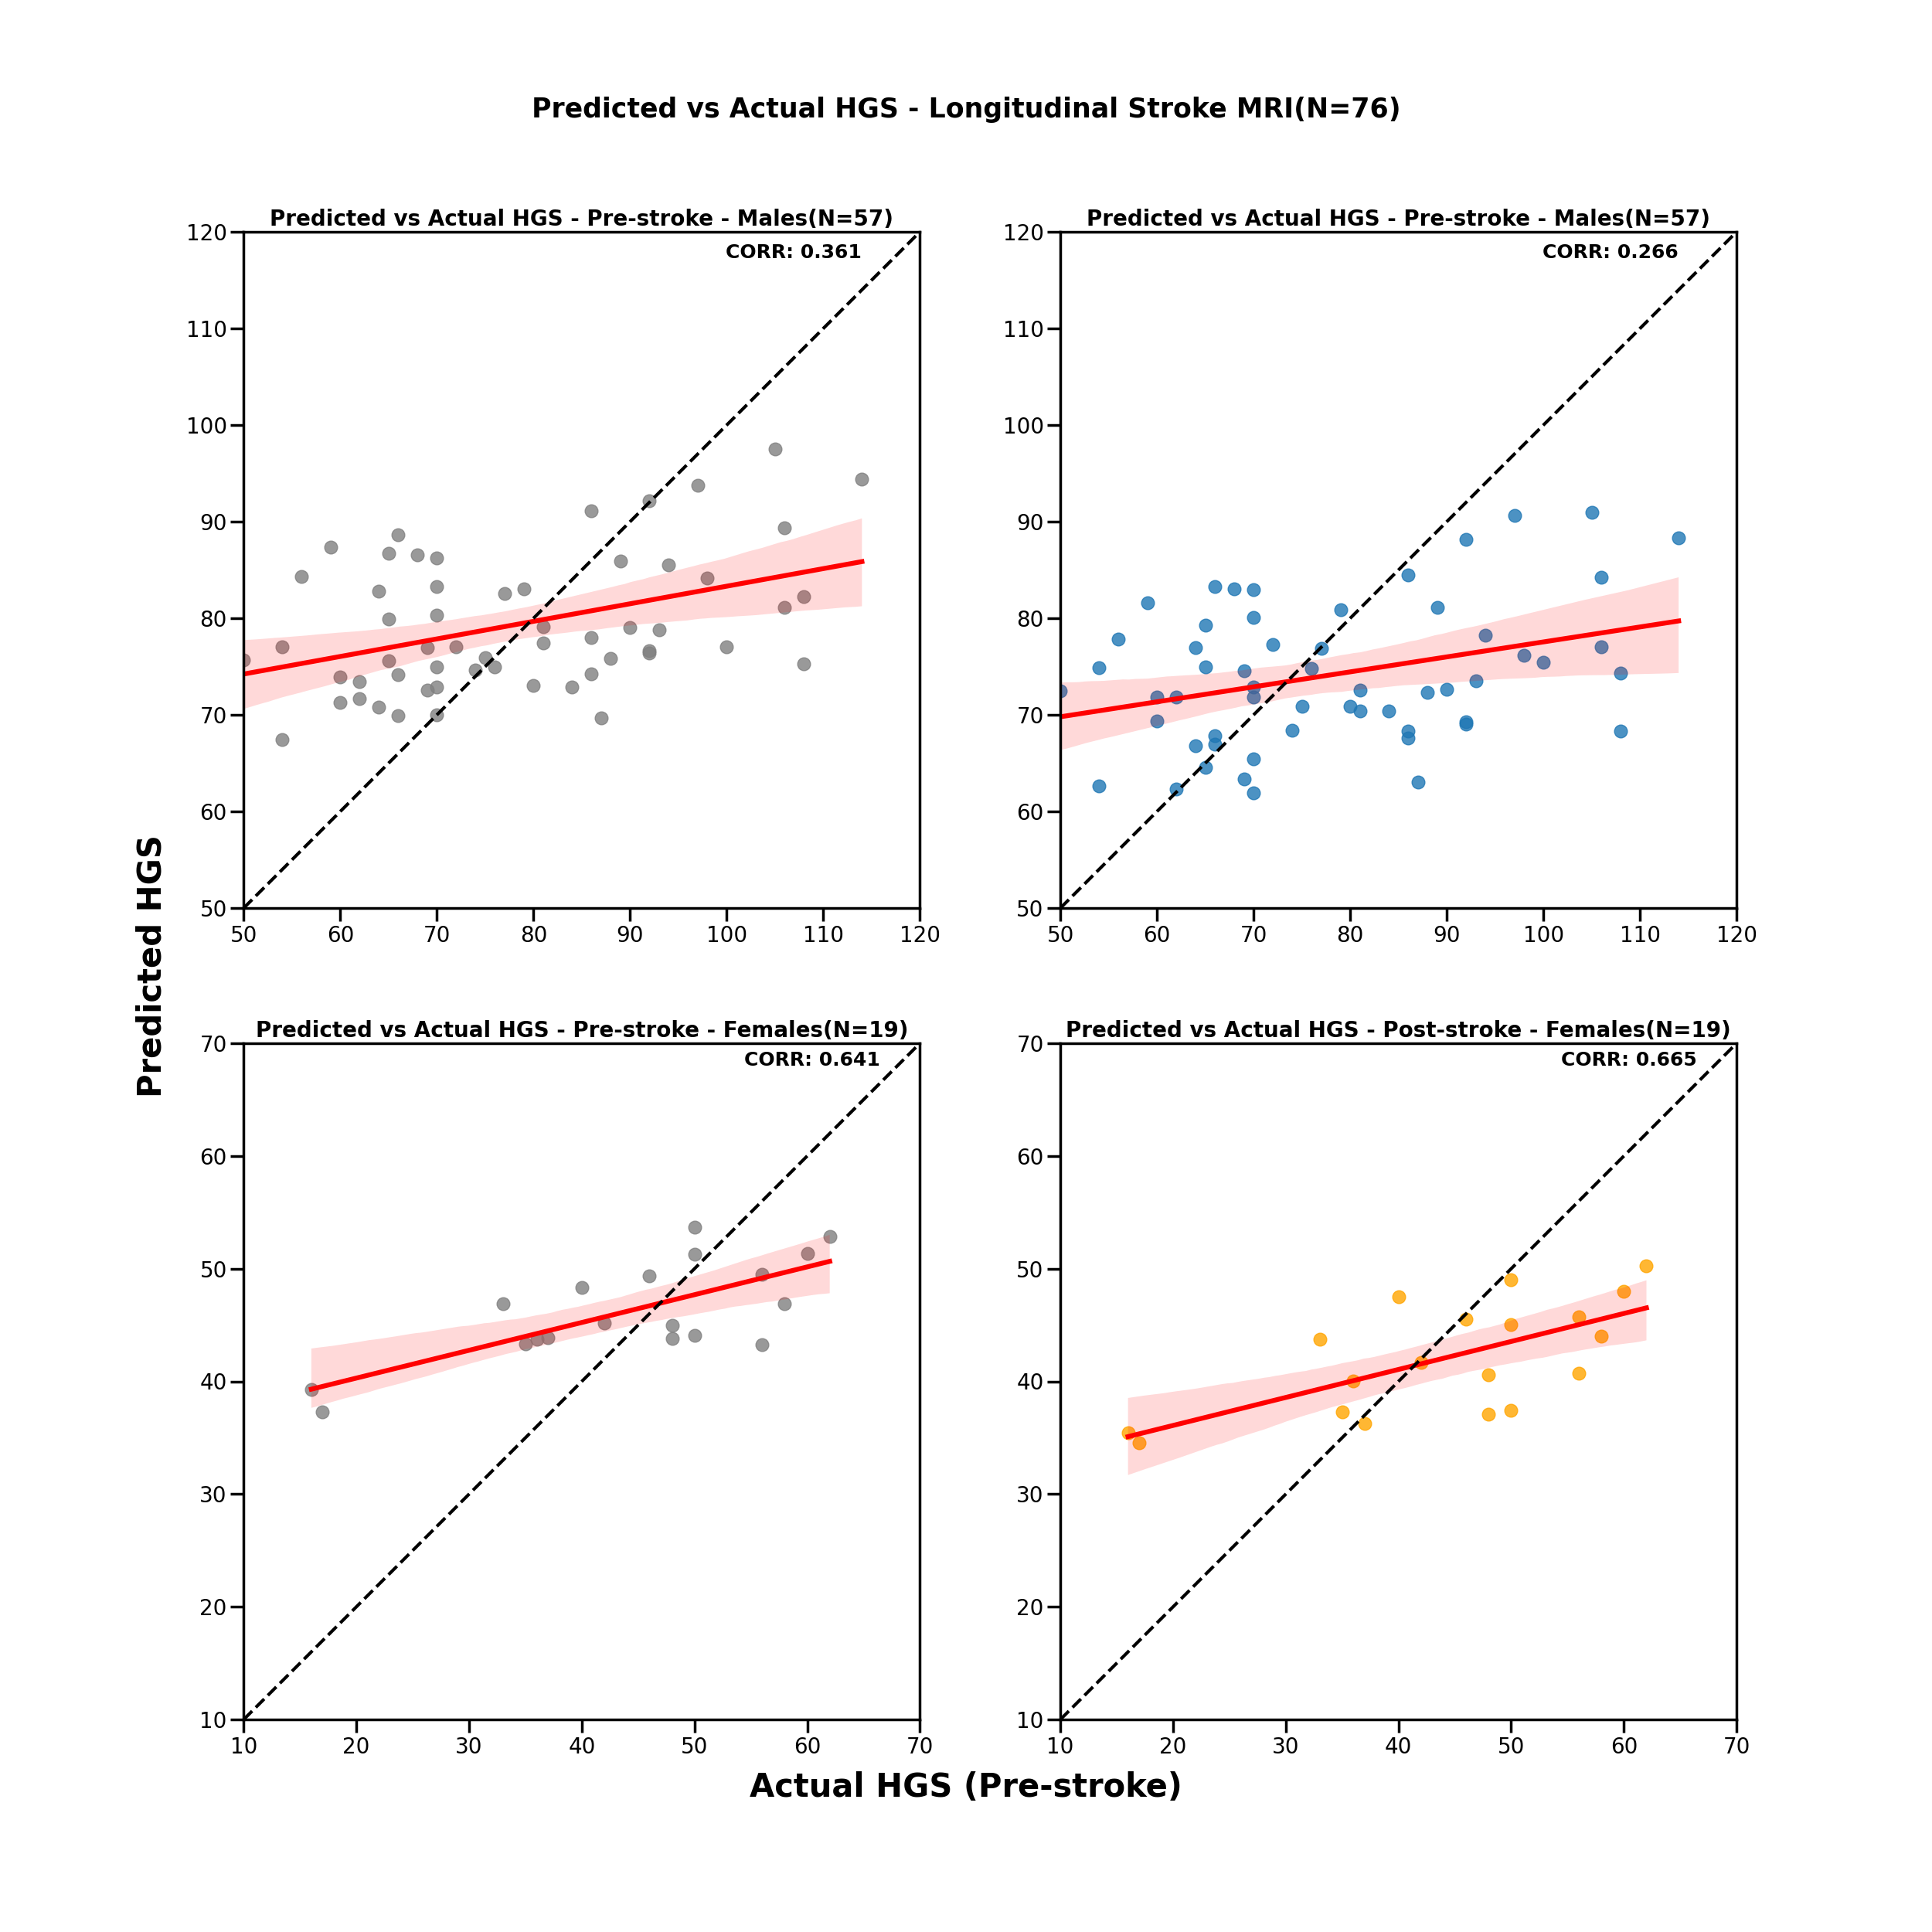 Predicted vs Actual HGS - Longitudinal Stroke MRI(N=76)
Predicted vs Actual HGS - Pre-stroke - Males(N=57)
CORR: 0.361
120
110
100
90
80
70
60
50
50 60 70 80 90 100 110 120
Predicted vs Actual HGS - Pre-stroke - Males(N=57)
CORR: 0.266
120
110
100
90
80
70
60
50
50 60 70 80 90 100 110 120
Predicted HGS
Predicted vs Actual HGS - Pre-stroke - Females(N=19)
CORR: 0.641
70
60
50
40
30
20
10
10 20 30 40 50 60 70
Predicted vs Actual HGS - Post-stroke - Females(N=19)
CORR: 0.665
70
60
50
40
30
20
10
10 20 30 40 50 60 70
Actual HGS (Pre-stroke)